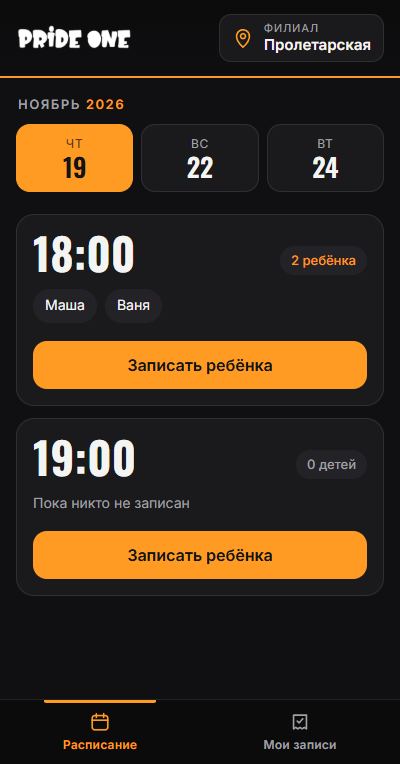 PRiDE ONE
ФИЛИАЛ
Пролетарская
НОЯБРЬ 2026
ЧТ
19
ВС
22
ВТ
24
18:00
2 ребёнка
Маша
Ваня
Записать ребёнка
19:00
0 детей
Пока никто не записан
Записать ребёнка
Расписание
Мои записи